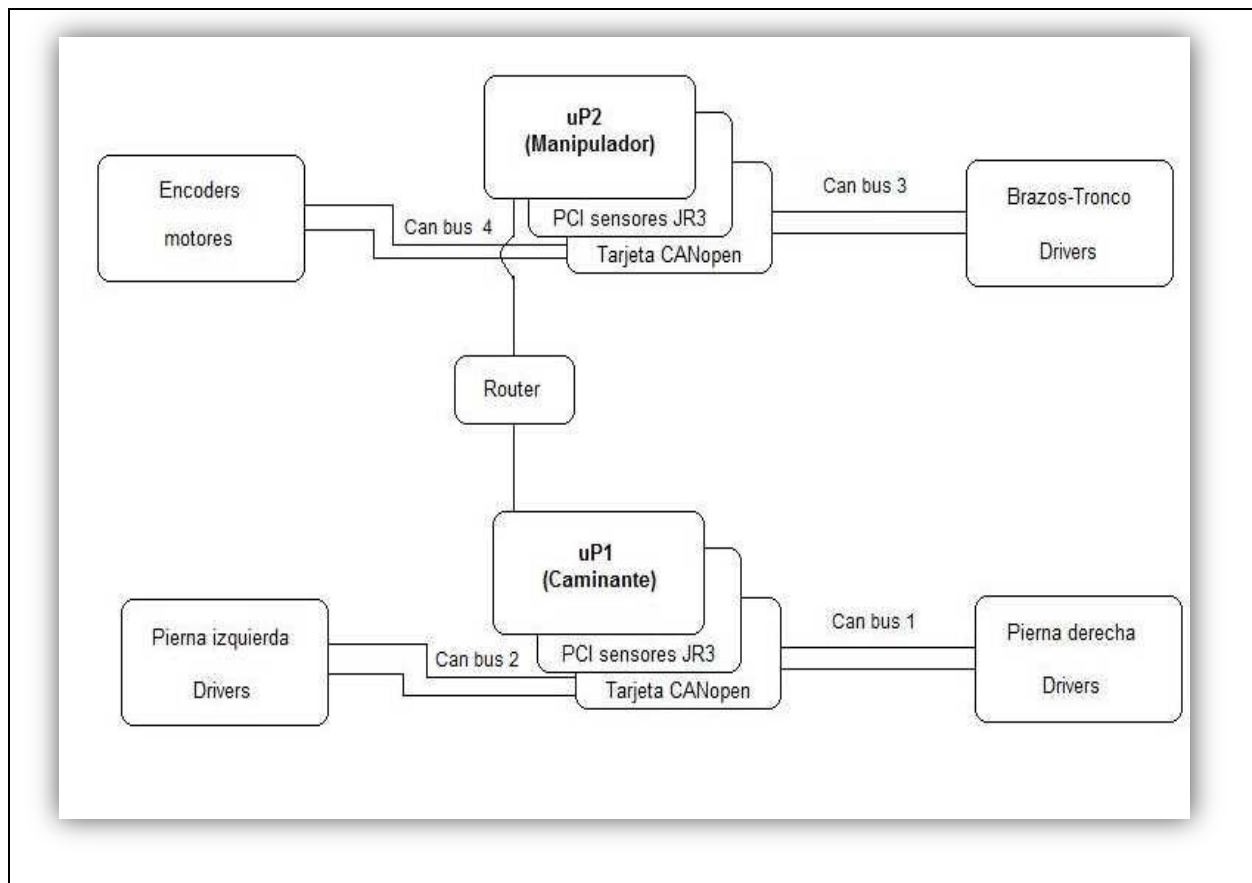 uP2
(Manipulador)
PCI sensores JR3
Tarjeta CANopen
Encoders
motores
Can bus 4
Can bus 3
Brazos-Tronco
Drivers
Router
uP1
(Caminante)
PCI sensores JR3
Tarjeta CANopen
Pierna izquierda
Drivers
Can bus 2
Can bus 1
Pierna derecha
Drivers